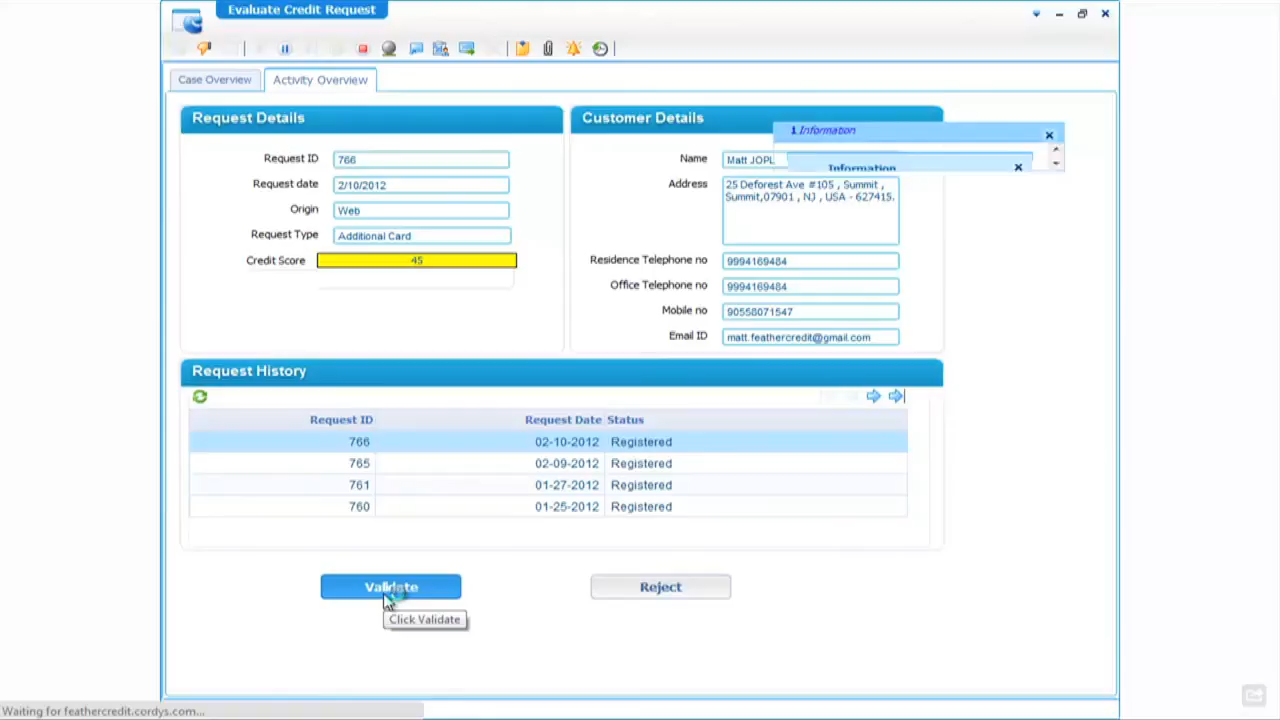 Evaluate Credit Request
Case Overview
Activity Overview
Request Details
Request ID 766
Request date 2/10/2012
Origin Web
Request Type Additional Card
Credit Score 45
Customer Details
1 Information
Information
Name Matt JOPL
Address 25 Deforest Ave #105 , Summit ,
Summit,07901 , NJ , USA - 627415.
Residence Telephone no 9994169484
Office Telephone no 9994169484
Mobile no 90558071547
Email ID matt.feathercredit@gmail.com
Request History
Request ID Request Date Status
766 02-10-2012 Registered
765 02-09-2012 Registered
761 01-27-2012 Registered
760 01-25-2012 Registered
Validate
Reject
Click Validate
Waiting for feathercredit.cordys.com...